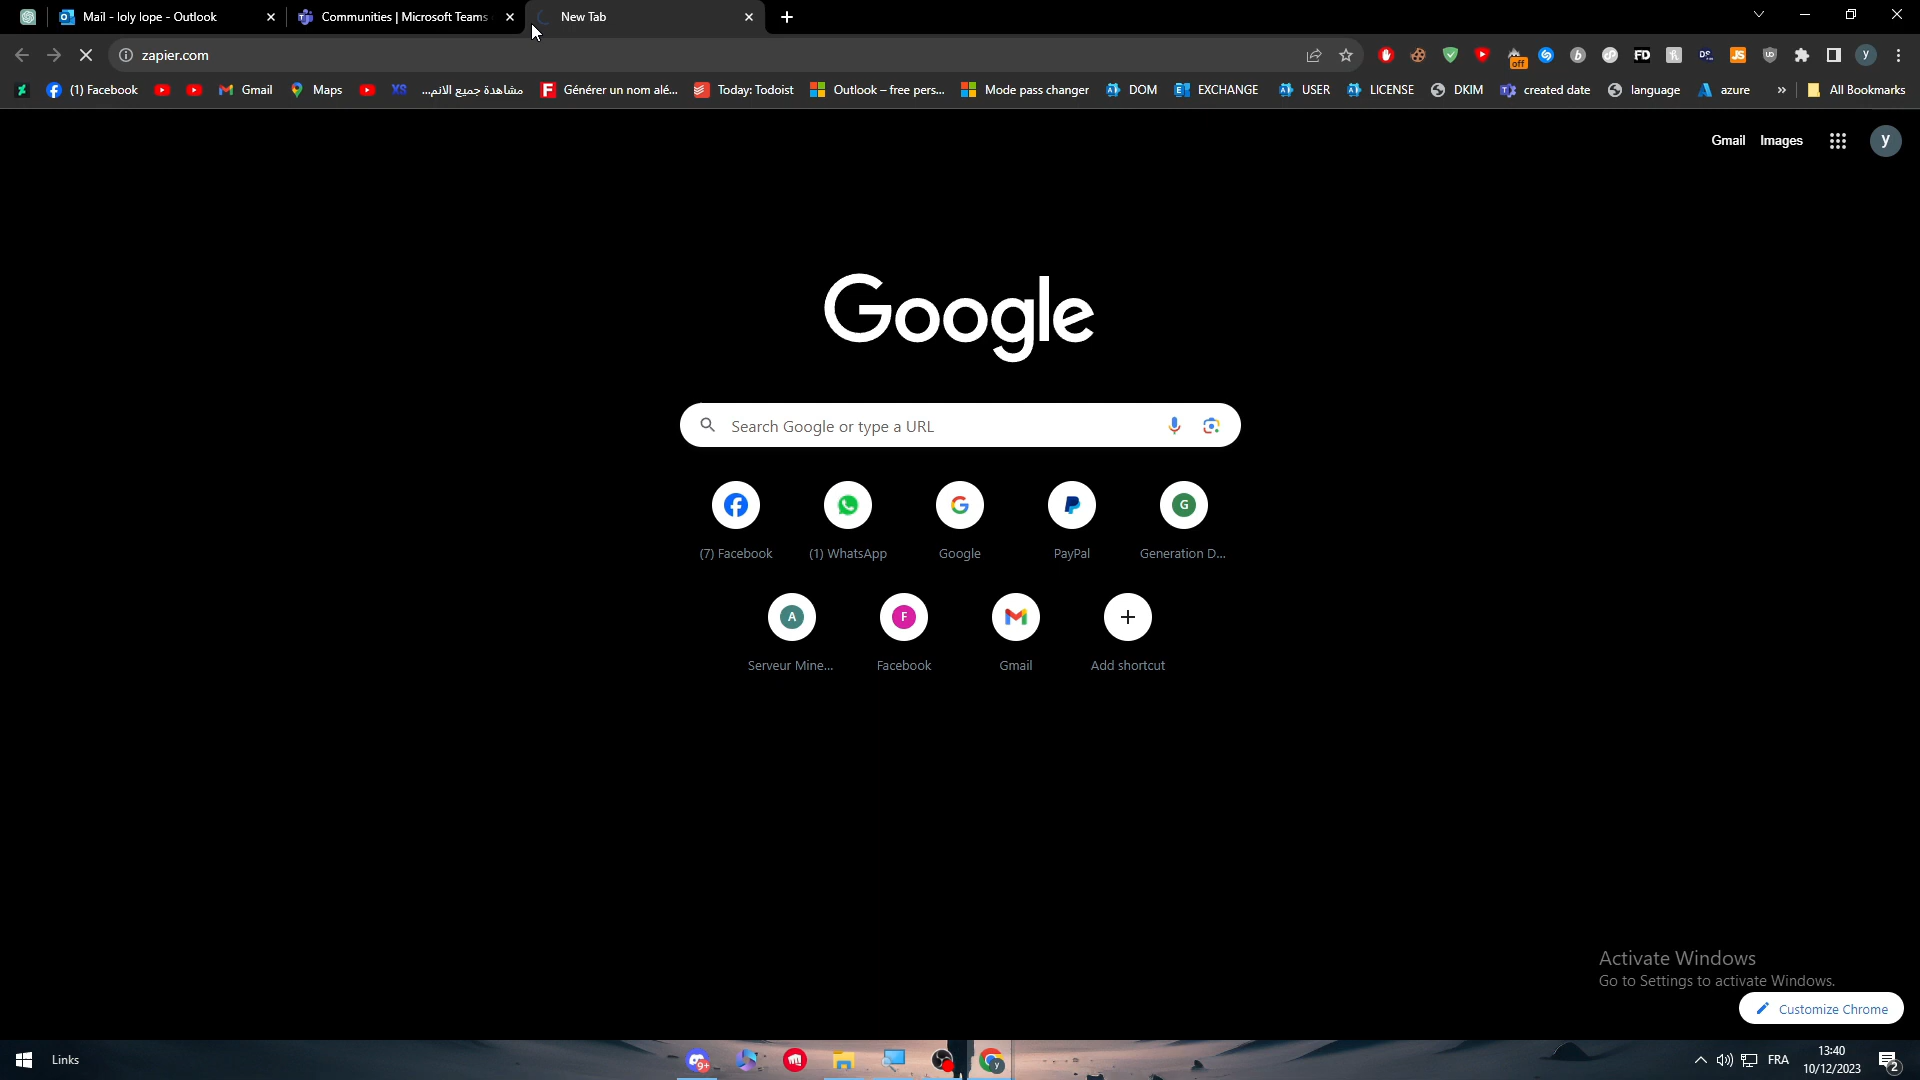 Mail - loly lope - Outlook
Communities | Microsoft Teams
New Tab
zapier.com
off
(1) Facebook
Gmail
Maps
XS
مشاهدة جميع الانم...
Générer un nom alé...
Today: Todoist
Outlook – free pers...
Mode pass changer
DOM
EXCHANGE
USER
LICENSE
DKIM
created date
language
azure
»
All Bookmarks
Gmail
Images
y
Google
Search Google or type a URL
(7) Facebook
(1) WhatsApp
Google
PayPal
G
Generation D...
A
Serveur Mine...
F
Facebook
Gmail
Add shortcut
Activate Windows
Go to Settings to activate Windows.
Customize Chrome
Links
9+
FRA
13:40
10/12/2023
2